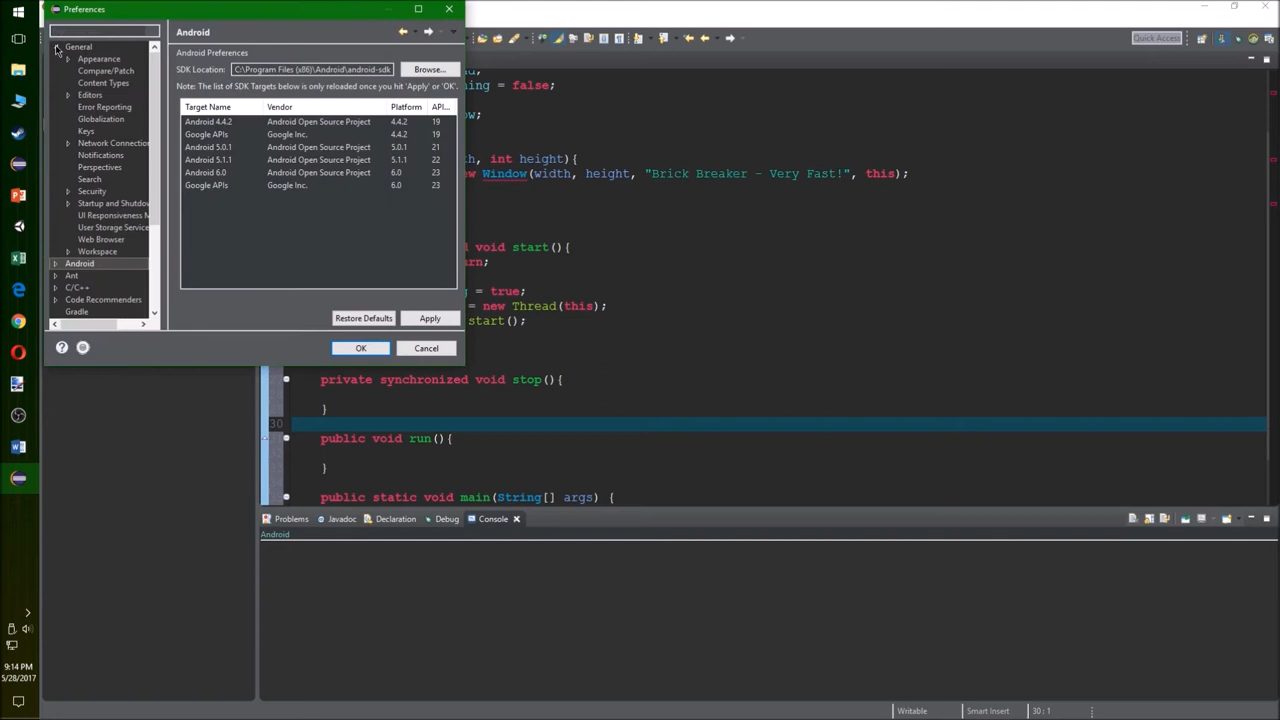 Preferences
General
Appearance
Compare/Patch
Content Types
Editors
Error Reporting
Globalization
Keys
Network Connection
Notifications
Perspectives
Search
Security
Startup and Shutdov
UI Responsiveness M
User Storage Service
Web Browser
Workspace
Android
Ant
C/C++
Code Recommenders
Gradle
Android
Android Preferences
SDK Location: C:\Program Files (x86)\Android\android-sdk Browse...
Note: The list of SDK Targets below is only reloaded once you hit 'Apply' or 'OK'.
Target Name Vendor Platform API...
Android 4.4.2 Android Open Source Project 4.4.2 19
Google APIs Google Inc. 4.4.2 19
Android 5.0.1 Android Open Source Project 5.0.1 21
Android 5.1.1 Android Open Source Project 5.1.1 22
Android 6.0 Android Open Source Project 6.0 23
Google APIs Google Inc. 6.0 23
Restore Defaults Apply
OK Cancel
Quick Access
d;
ing = false;
ow;
th, int height){
new Window(width, height, "Brick Breaker - Very Fast!", this);
d void start(){
urn;
g = true;
= new Thread(this);
start();
private synchronized void stop(){
}
30
public void run(){
}
public static void main(String[] args) {
Problems Javadoc Declaration Debug Console
Android
Writable Smart Insert 30 : 1
9:14 PM
5/28/2017